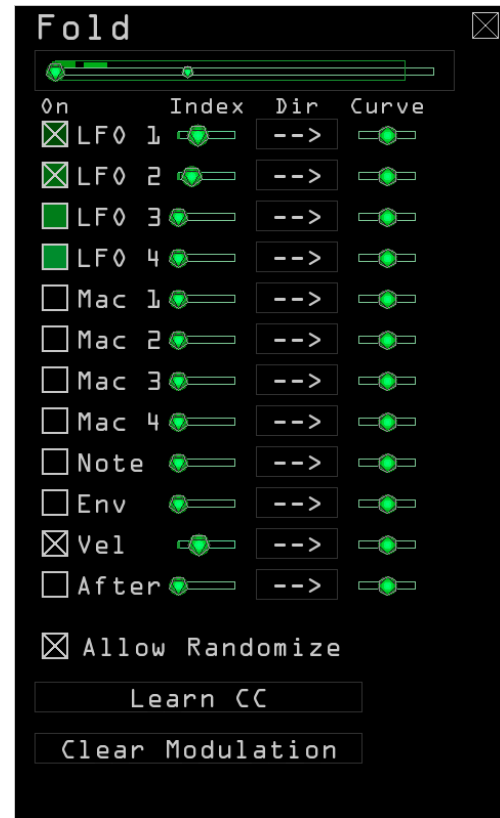 Fold
On Index Dir Curve
LFO 1 -->
LFO 2 -->
LFO 3 -->
LFO 4 -->
Mac 1 -->
Mac 2 -->
Mac 3 -->
Mac 4 -->
Note -->
Env -->
Vel -->
After -->
Allow Randomize
Learn CC
Clear Modulation